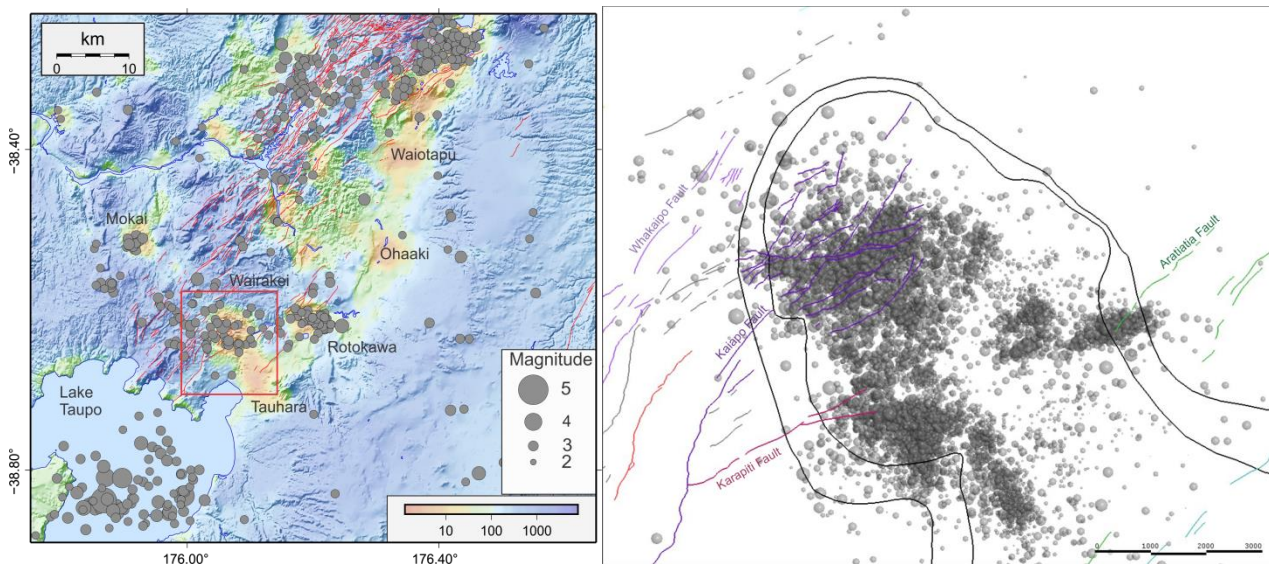 km
0 10
−38.40°
−38.80°
176.00°
176.40°
Waiotapu
Mokai
Ohaaki
Wairakei
Rotokawa
Lake
Taupo
Tauhara
Magnitude
5
4
3
2
10 100 1000
Whakaipo Fault
Aratiatia Fault
Kaiapo Fault
Karapiti Fault
0 1000 2000 3000